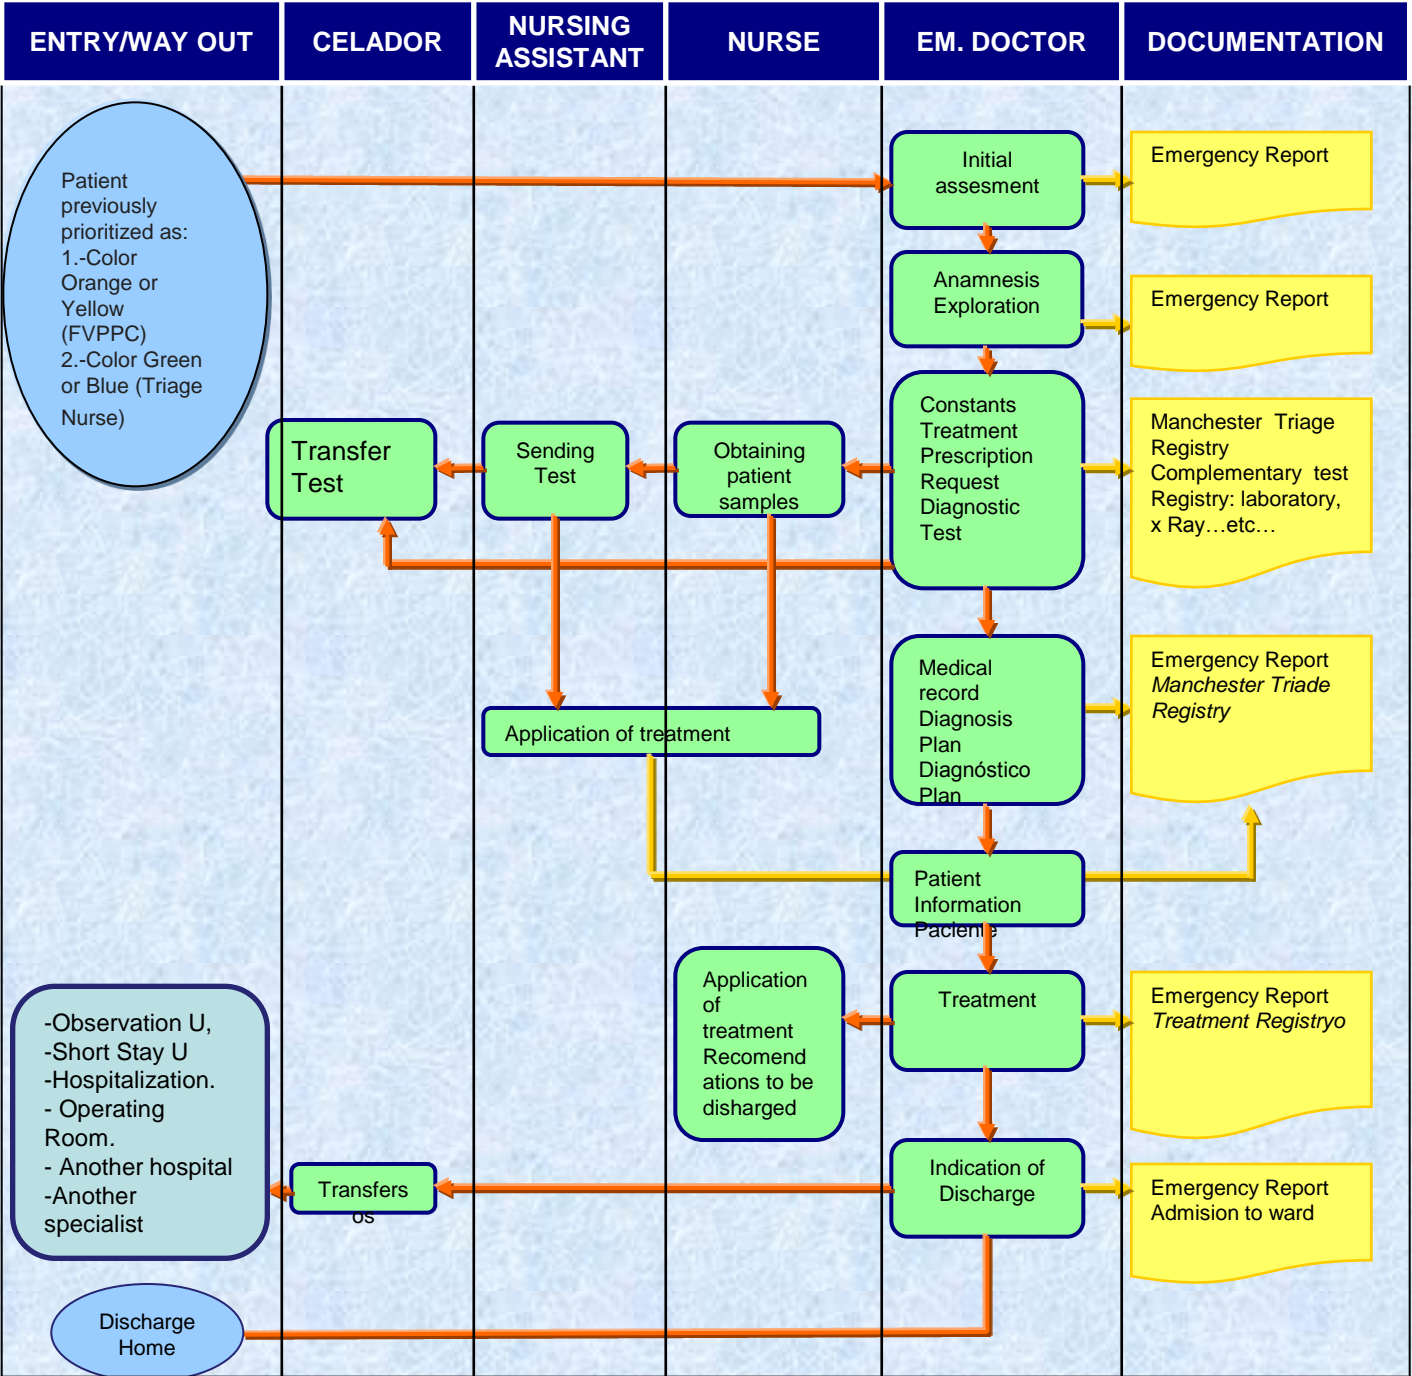 ENTRY/WAY OUT
CELADOR
NURSING
ASSISTANT
NURSE
EM. DOCTOR
DOCUMENTATION
Patient
previously
prioritized as:
1.-Color
Orange or
Yellow
(FVPPC)
2.-Color Green
or Blue (Triage
Nurse)
Initial
assesment
Emergency Report
Anamnesis
Exploration
Emergency Report
Transfer
Test
Sending
Test
Obtaining
patient
samples
Constants
Treatment
Prescription
Request
Diagnostic
Test
Manchester Triage
Registry
Complementary test
Registry: laboratory,
x Ray…etc…
Application of treatment
Medical
record
Diagnosis
Plan
Diagnóstico
Plan
Emergency Report
Manchester Triade
Registry
Patient
Information
Paciente
Application
of
treatment
Recomend
ations to be
disharged
Treatment
Emergency Report
Treatment Registryo
-Observation U,
-Short Stay U
-Hospitalization.
- Operating
Room.
- Another hospital
-Another
specialist
Transfers
os
Indication of
Discharge
Emergency Report
Admision to ward
Discharge
Home